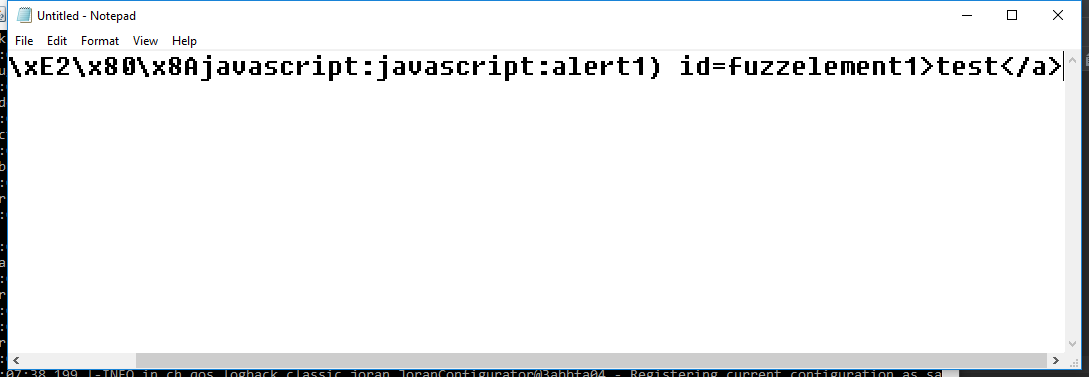 Untitled - Notepad
File Edit Format View Help
\xE2\x80\x8Ajavascript:javascript:alert1) id=fuzzelement1>test</a>
:07:38,199 |-INFO in ch.qos.logback.classic.joran.JoranConfigurator@3abbfa04 - Registering current configuration as sa